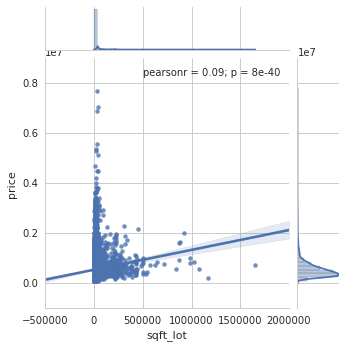 1e7
1e7
pearsonr = 0.09; p = 8e-40
0.8
0.6
0.4
0.2
0.0
price
−500000 0 500000 1000000 1500000 2000000
sqft_lot